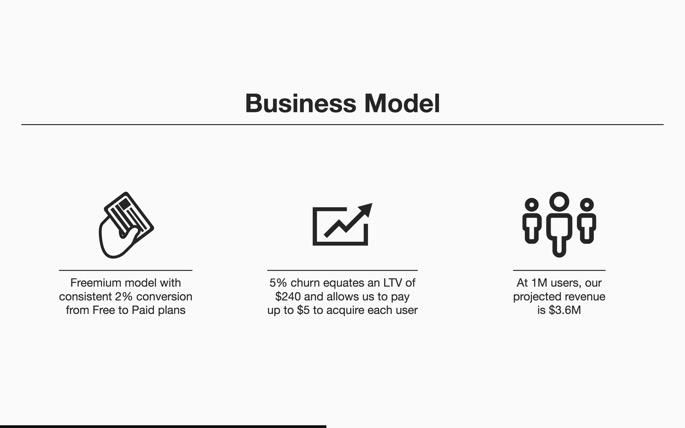 Business Model
Freemium model with
consistent 2% conversion
from Free to Paid plans
5% churn equates an LTV of
$240 and allows us to pay
up to $5 to acquire each user
At 1M users, our
projected revenue
is $3.6M